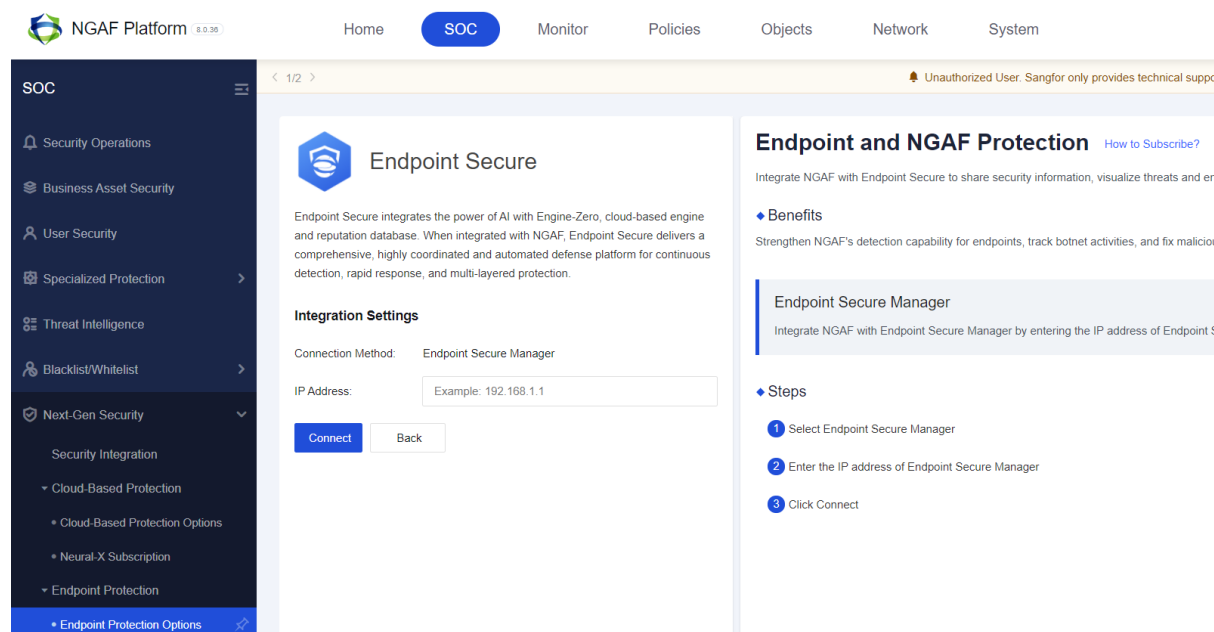 NGAF Platform 8.0.36
Home SOC Monitor Policies Objects Network System
SOC
1/2
Unauthorized User. Sangfor only provides technical suppo
Security Operations
Business Asset Security
User Security
Specialized Protection
Threat Intelligence
Blacklist/Whitelist
Next-Gen Security
Security Integration
Cloud-Based Protection
Cloud-Based Protection Options
Neural-X Subscription
Endpoint Protection
Endpoint Protection Options
Endpoint Secure
Endpoint Secure integrates the power of AI with Engine-Zero, cloud-based engine
and reputation database. When integrated with NGAF, Endpoint Secure delivers a
comprehensive, highly coordinated and automated defense platform for continuous
detection, rapid response, and multi-layered protection.
Integration Settings
Connection Method: Endpoint Secure Manager
IP Address: Example: 192.168.1.1
Connect Back
Endpoint and NGAF Protection How to Subscribe?
Integrate NGAF with Endpoint Secure to share security information, visualize threats and en
Benefits
Strengthen NGAF's detection capability for endpoints, track botnet activities, and fix maliciou
Endpoint Secure Manager
Integrate NGAF with Endpoint Secure Manager by entering the IP address of Endpoint S
Steps
1 Select Endpoint Secure Manager
2 Enter the IP address of Endpoint Secure Manager
3 Click Connect